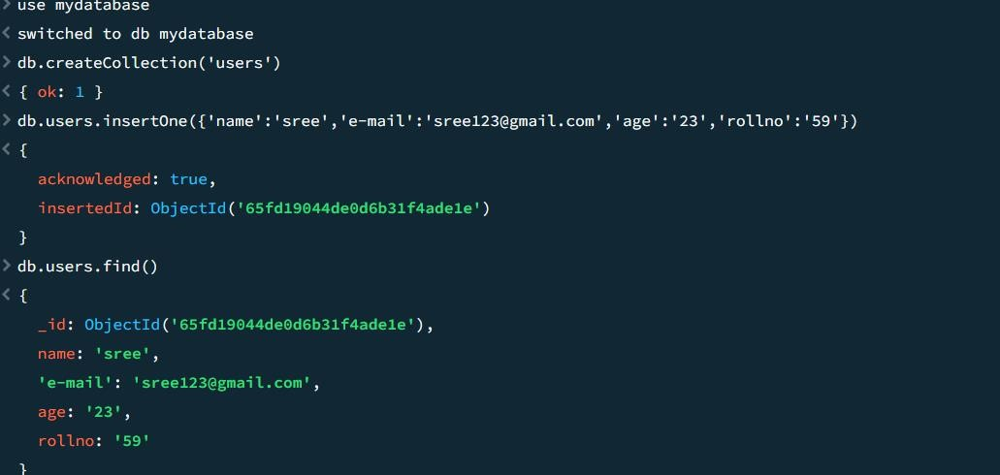 > use mydatabase
< switched to db mydatabase
> db.createCollection('users')
< { ok: 1 }
> db.users.insertOne({'name':'sree','e-mail':'sree123@gmail.com','age':'23','rollno':'59'})
< {
acknowledged: true,
insertedId: ObjectId('65fd19044de0d6b31f4ade1e')
}
> db.users.find()
< {
_id: ObjectId('65fd19044de0d6b31f4ade1e'),
name: 'sree',
'e-mail': 'sree123@gmail.com',
age: '23',
rollno: '59'
}